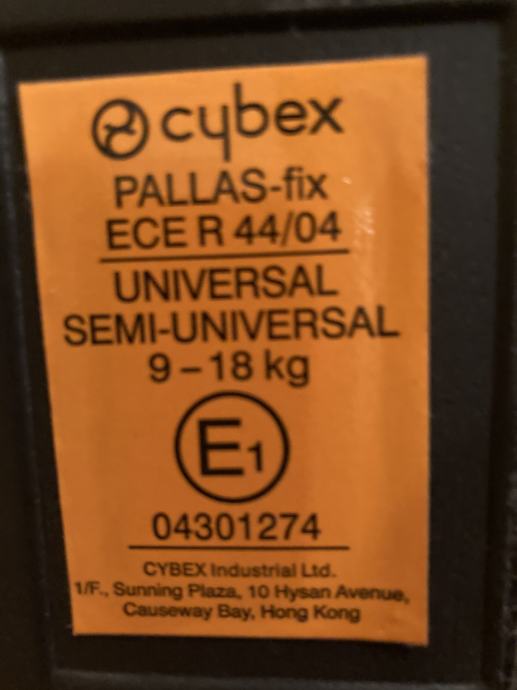 cybex
PALLAS-fix
ECE R 44/04
UNIVERSAL
SEMI-UNIVERSAL
9 – 18 kg
E1
04301274
CYBEX Industrial Ltd.
1/F., Sunning Plaza, 10 Hysan Avenue,
Causeway Bay, Hong Kong